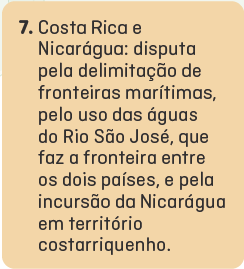 7. Costa Rica e
Nicarágua: disputa
pela delimitação de
fronteiras marítimas,
pelo uso das águas
do Rio São José, que
faz a fronteira entre
os dois países, e pela
incursão da Nicarágua
em território
costarriquenho.